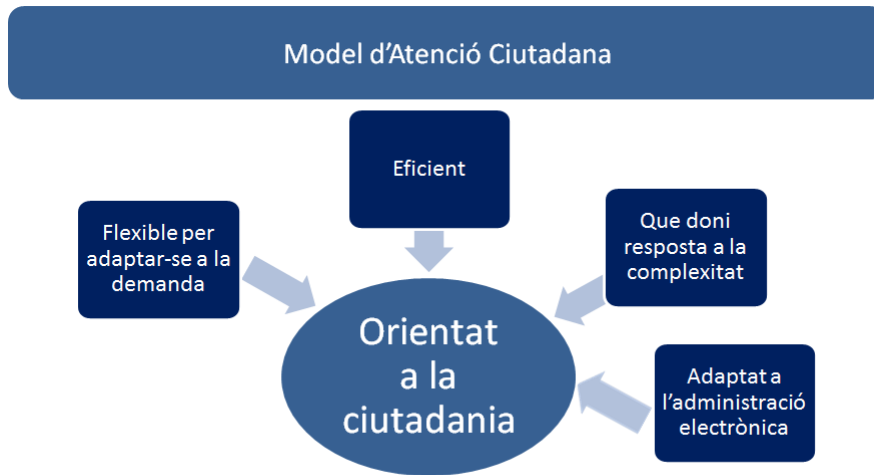 Model d'Atenció Ciutadana
Eficient
Flexible per
adaptar-se a la
demanda
Que doni
resposta a la
complexitat
Orientat
a la
ciutadania
Adaptat a
l'administració
electrònica